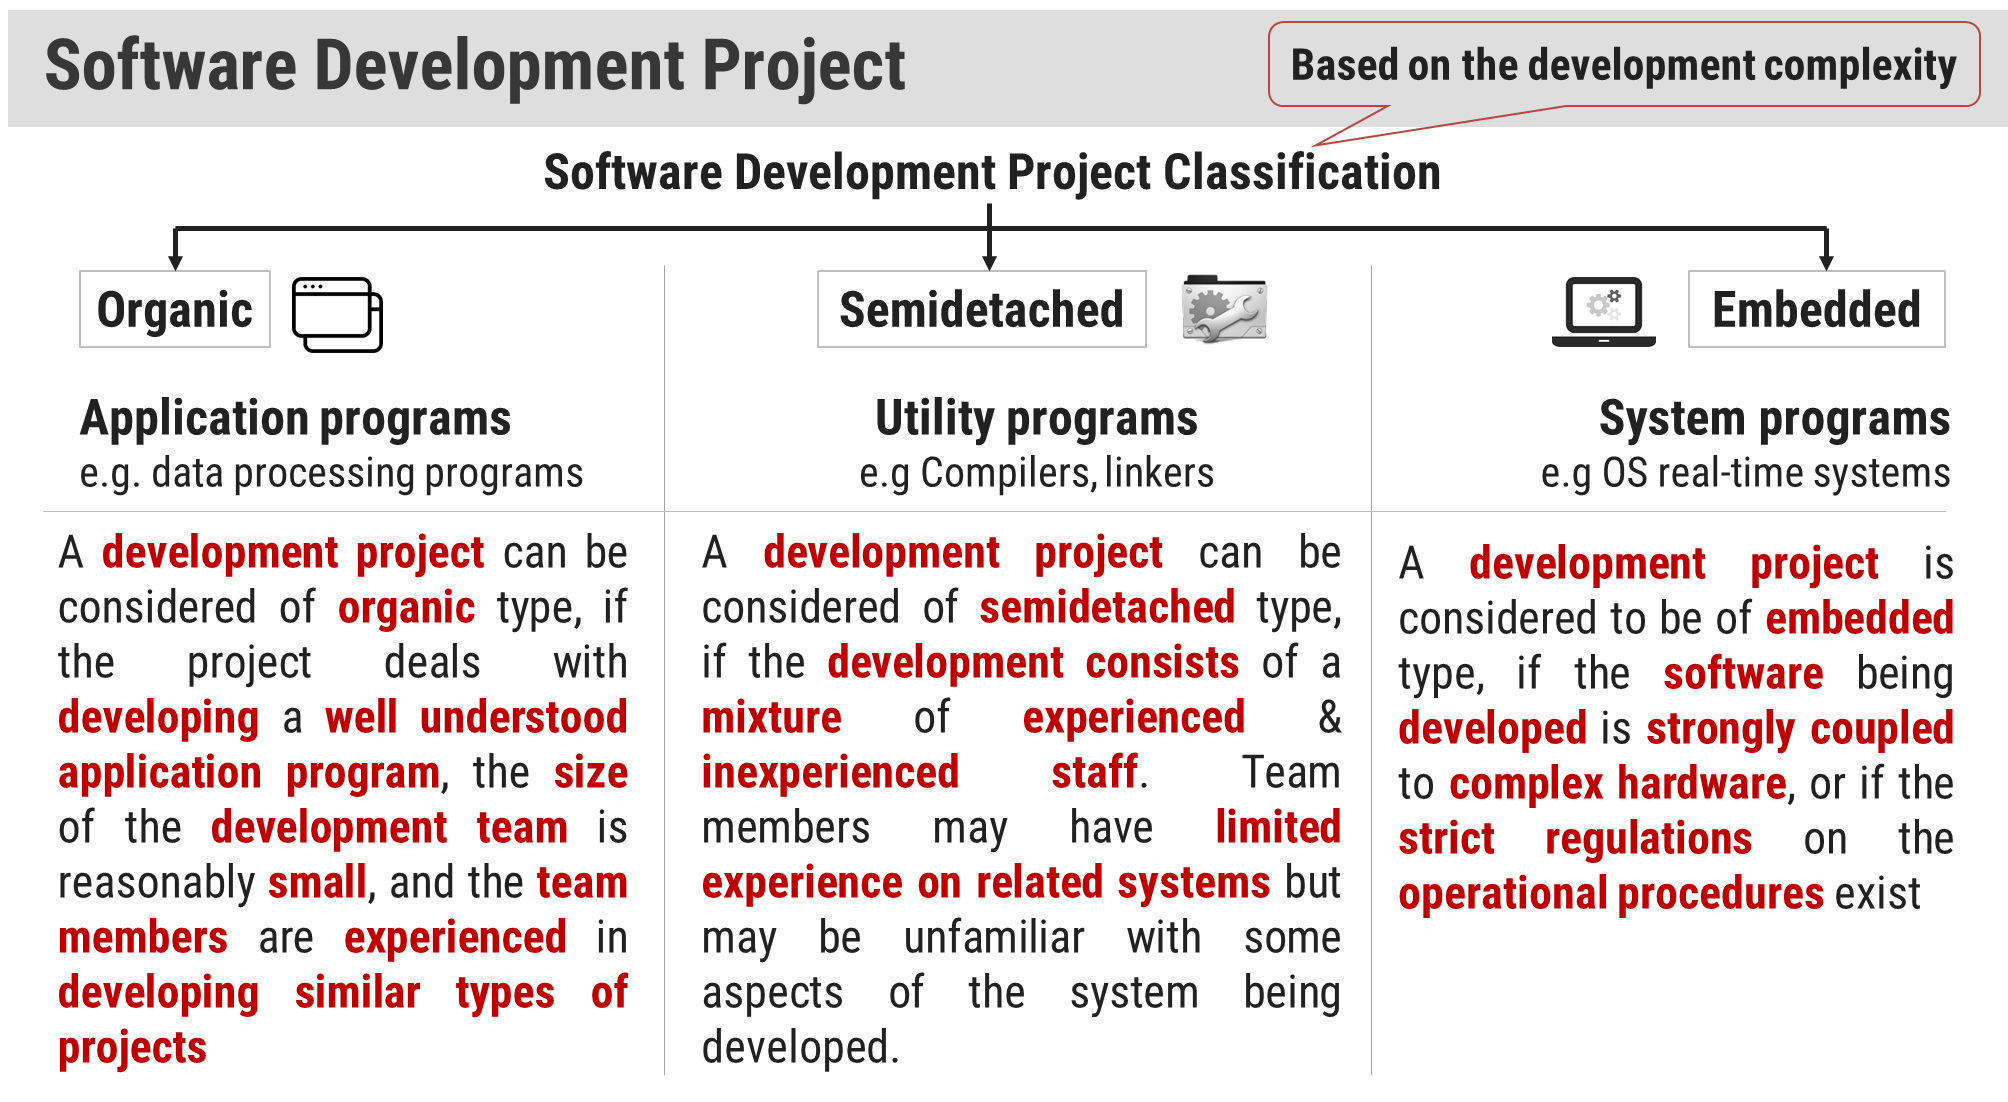 Software Development Project
Based on the development complexity
Software Development Project Classification
Organic
Semidetached
Embedded
Application programs
e.g. data processing programs
Utility programs
e.g Compilers, linkers
System programs
e.g OS real-time systems
A development project can be
considered of organic type, if
the project deals with
developing a well understood
application program, the size
of the development team is
reasonably small, and the team
members are experienced in
developing similar types of
projects
A development project can be
considered of semidetached type,
if the development consists of a
mixture of experienced &
inexperienced staff. Team
members may have limited
experience on related systems but
may be unfamiliar with some
aspects of the system being
developed.
A development project is
considered to be of embedded
type, if the software being
developed is strongly coupled
to complex hardware, or if the
strict regulations on the
operational procedures exist